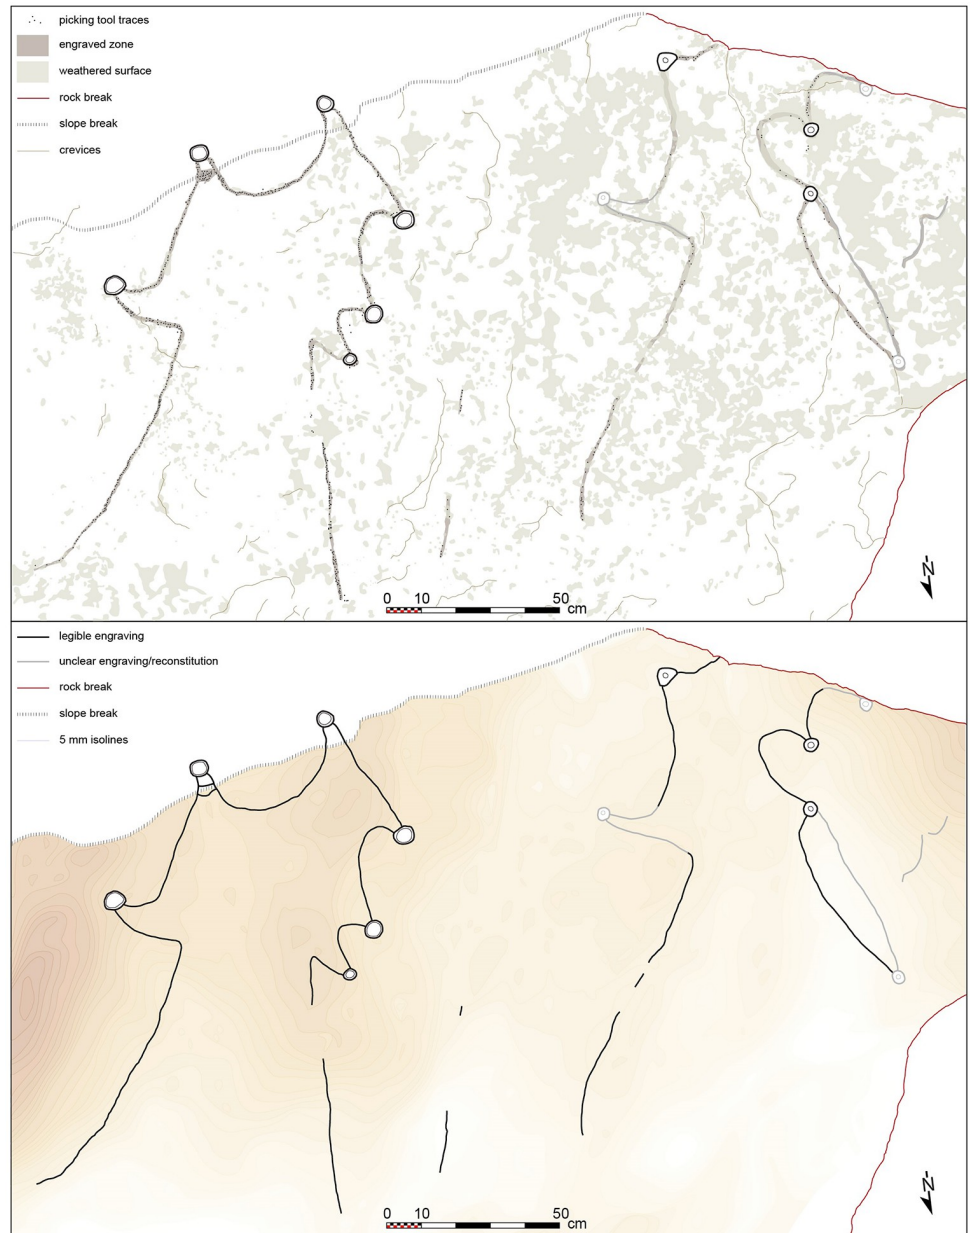 picking tool traces
engraved zone
weathered surface
rock break
slope break
crevices
0 10 50
cm
N
legible engraving
unclear engraving/reconstitution
rock break
slope break
5 mm isolines
0 10 50
cm
N